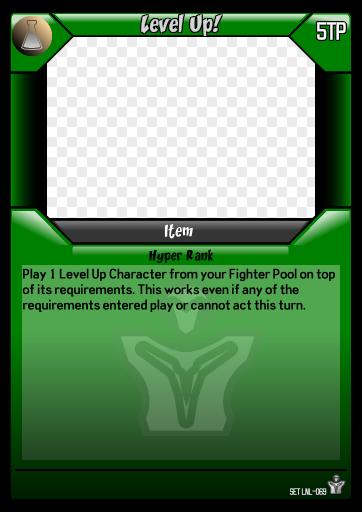 Level Up!
5TP
Item
Hyper Rank
Play 1 Level Up Character from your Fighter Pool on top
of its requirements. This works even if any of the
requirements entered play or cannot act this turn.
SET LNL-069